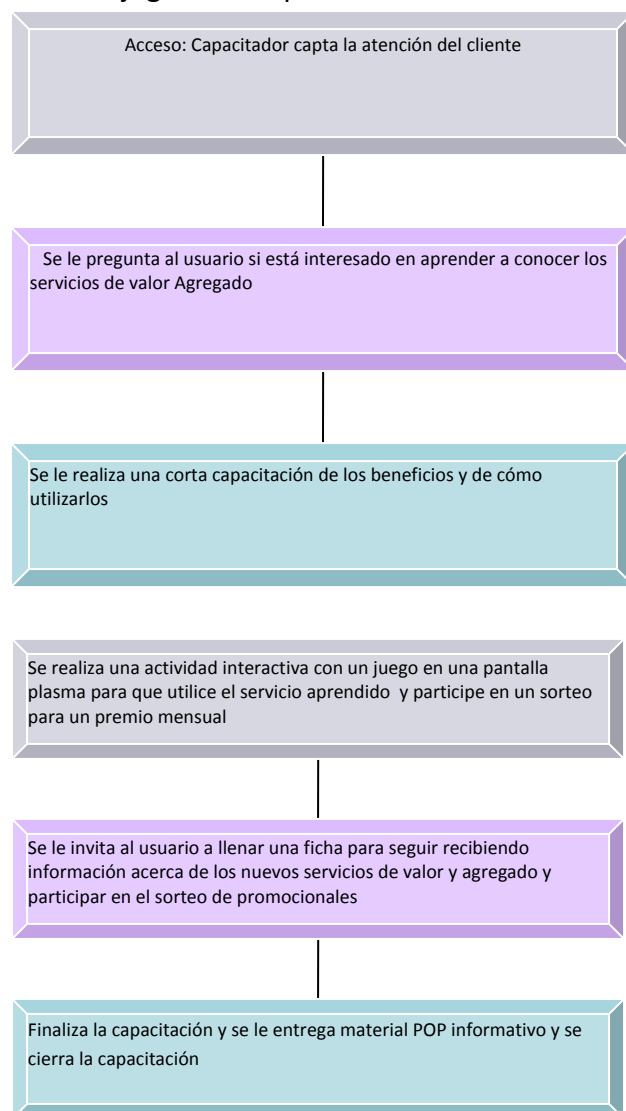 Acceso: Capacitador capta la atención del cliente
Se le pregunta al usuario si está interesado en aprender a conocer los
servicios de valor Agregado
Se le realiza una corta capacitación de los beneficios y de cómo
utilizarlos
Se realiza una actividad interactiva con un juego en una pantalla
plasma para que utilice el servicio aprendido y participe en un sorteo
para un premio mensual
Se le invita al usuario a llenar una ficha para seguir recibiendo
información acerca de los nuevos servicios de valor y agregado y
participar en el sorteo de promocionales
Finaliza la capacitación y se le entrega material POP informativo y se
cierra la capacitación